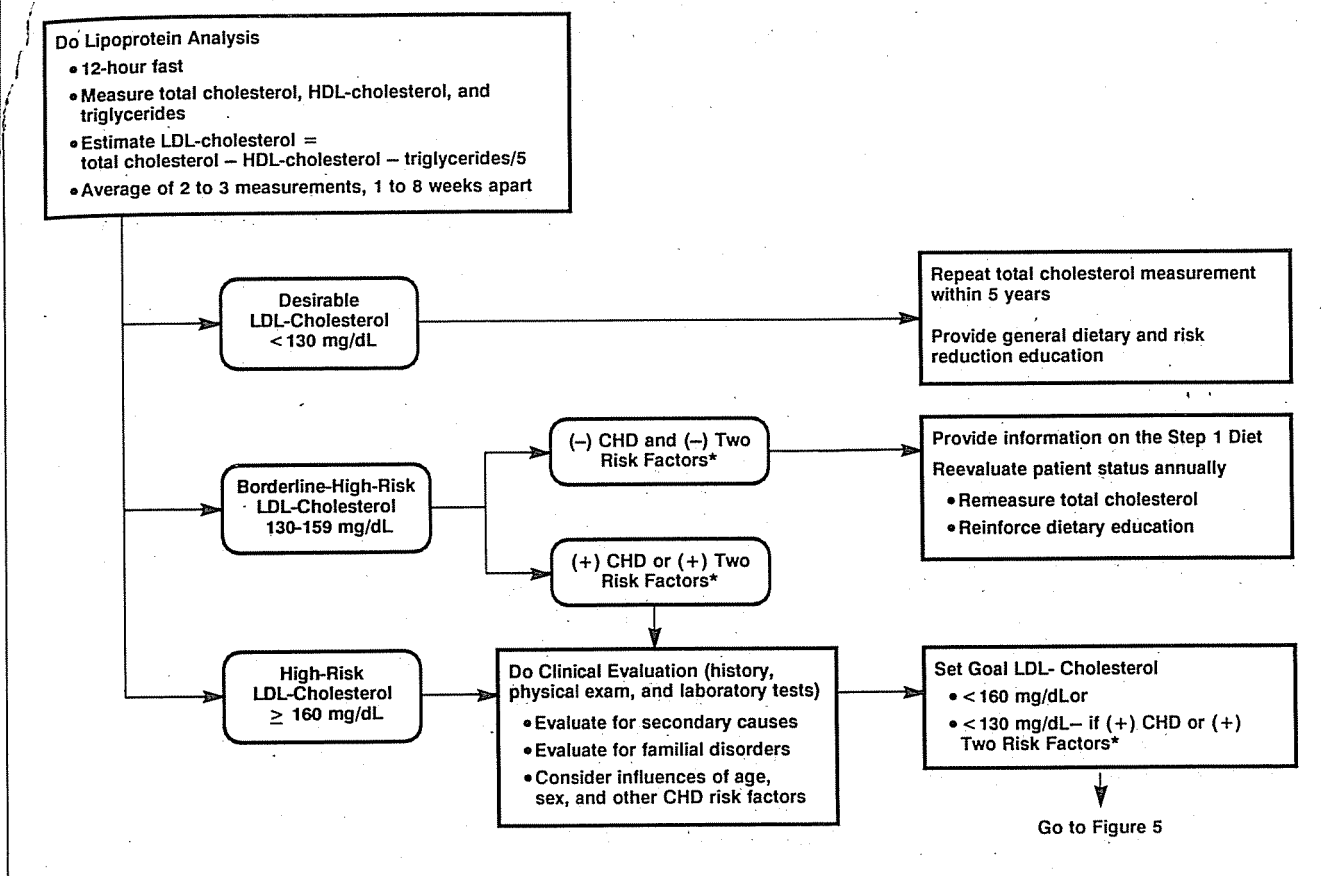 Do Lipoprotein Analysis
• 12-hour fast
• Measure total cholesterol, HDL-cholesterol, and
triglycerides
• Estimate LDL-cholesterol =
total cholesterol – HDL-cholesterol – triglycerides/5
• Average of 2 to 3 measurements, 1 to 8 weeks apart
Desirable
LDL-Cholesterol
< 130 mg/dL
Repeat total cholesterol measurement
within 5 years
Provide general dietary and risk
reduction education
Borderline-High-Risk
LDL-Cholesterol
130-159 mg/dL
(–) CHD and (–) Two
Risk Factors*
Provide information on the Step 1 Diet
Reevaluate patient status annually
• Remeasure total cholesterol
• Reinforce dietary education
(+) CHD or (+) Two
Risk Factors*
High-Risk
LDL-Cholesterol
≥ 160 mg/dL
Do Clinical Evaluation (history,
physical exam, and laboratory tests)
• Evaluate for secondary causes
• Evaluate for familial disorders
• Consider influences of age,
sex, and other CHD risk factors
Set Goal LDL- Cholesterol
• < 160 mg/dLor
• < 130 mg/dL– if (+) CHD or (+)
Two Risk Factors*
Go to Figure 5